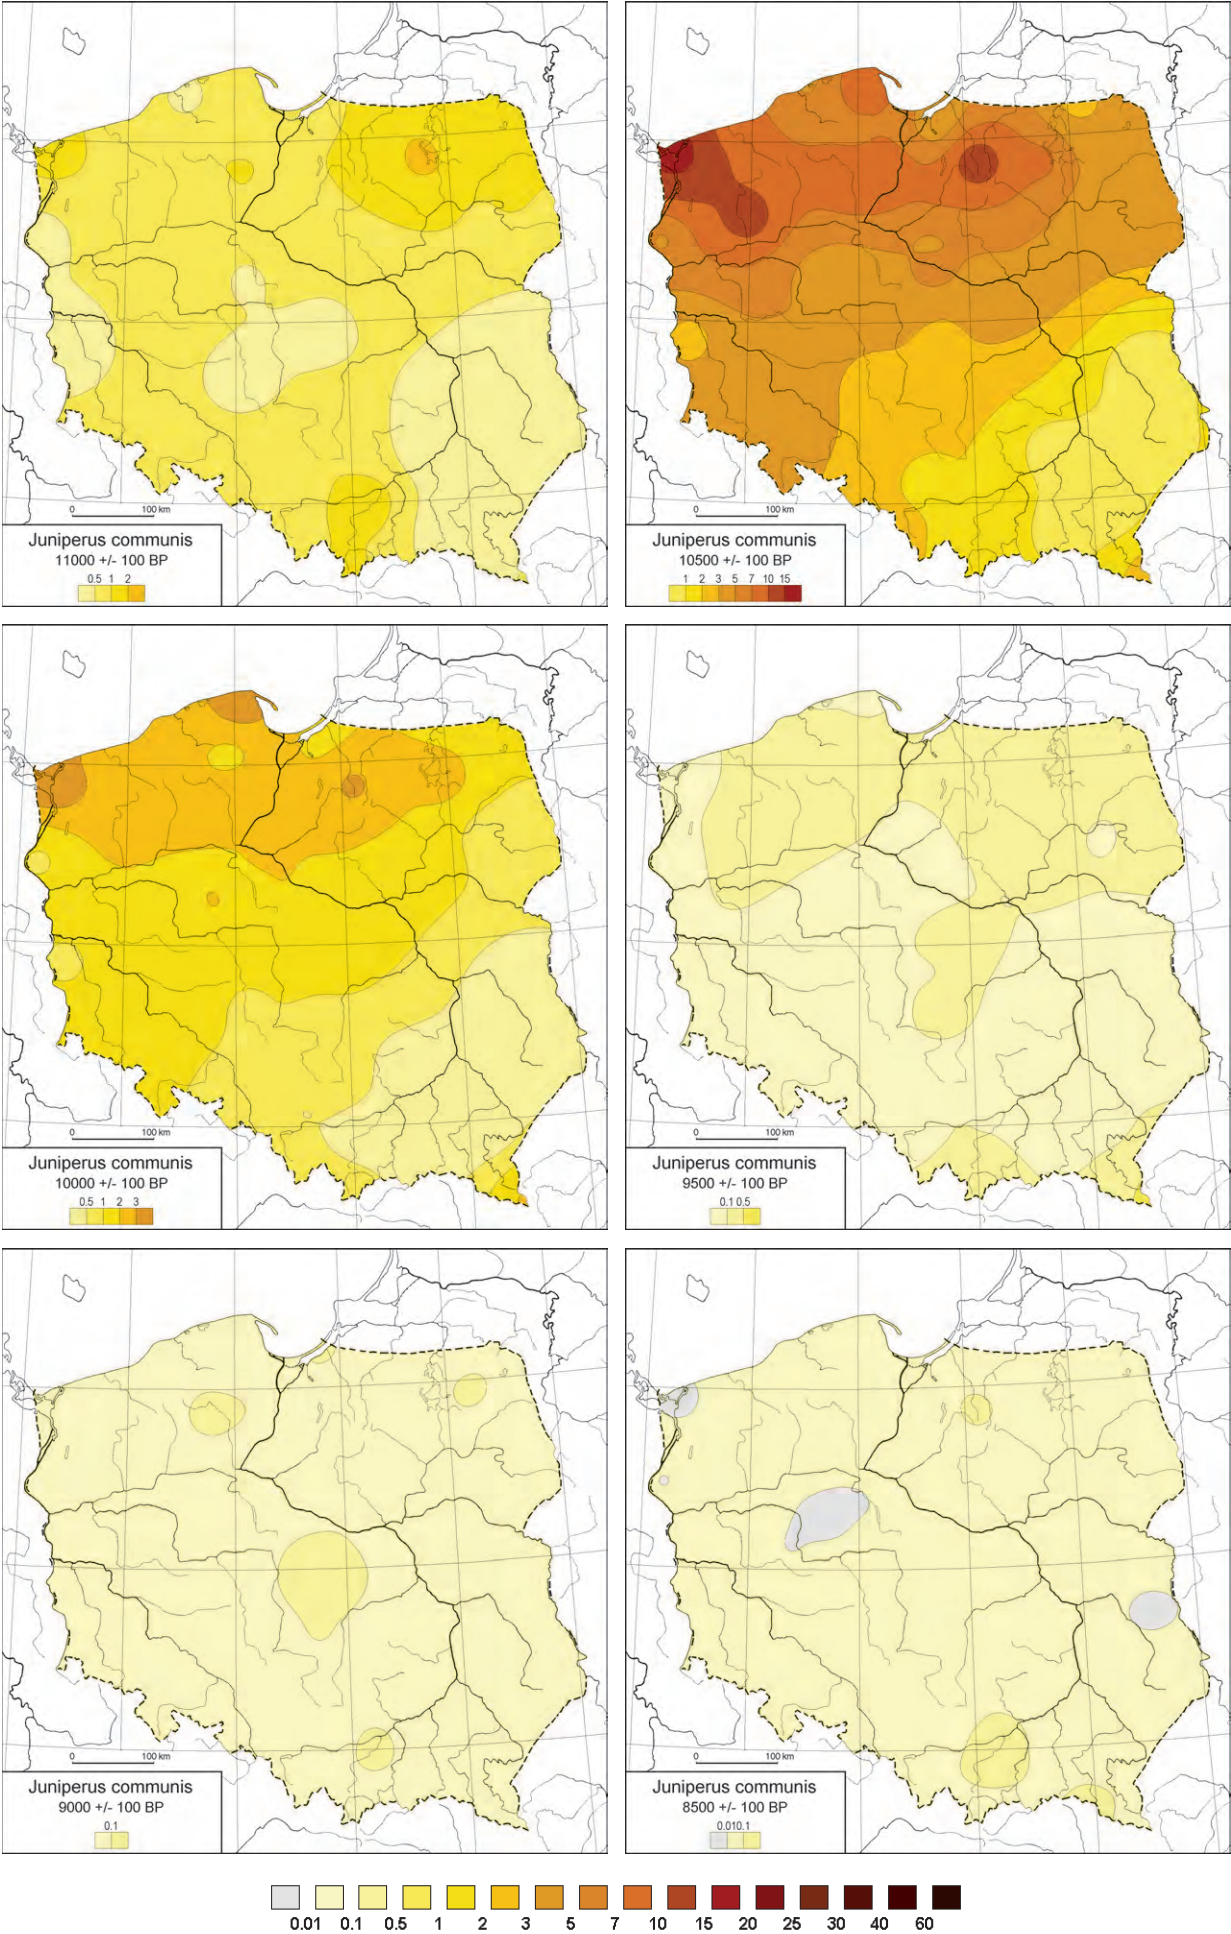 0 100 km
Juniperus communis
11000 +/- 100 BP
0.5 1 2
0 100 km
Juniperus communis
10500 +/- 100 BP
1 2 3 5 7 10 15
0 100 km
Juniperus communis
10000 +/- 100 BP
0.5 1 2 3
0 100 km
Juniperus communis
9500 +/- 100 BP
0.1 0.5
0 100 km
Juniperus communis
9000 +/- 100 BP
0.1
0 100 km
Juniperus communis
8500 +/- 100 BP
0.010.1
0.01 0.1 0.5 1 2 3 5 7 10 15 20 25 30 40 60